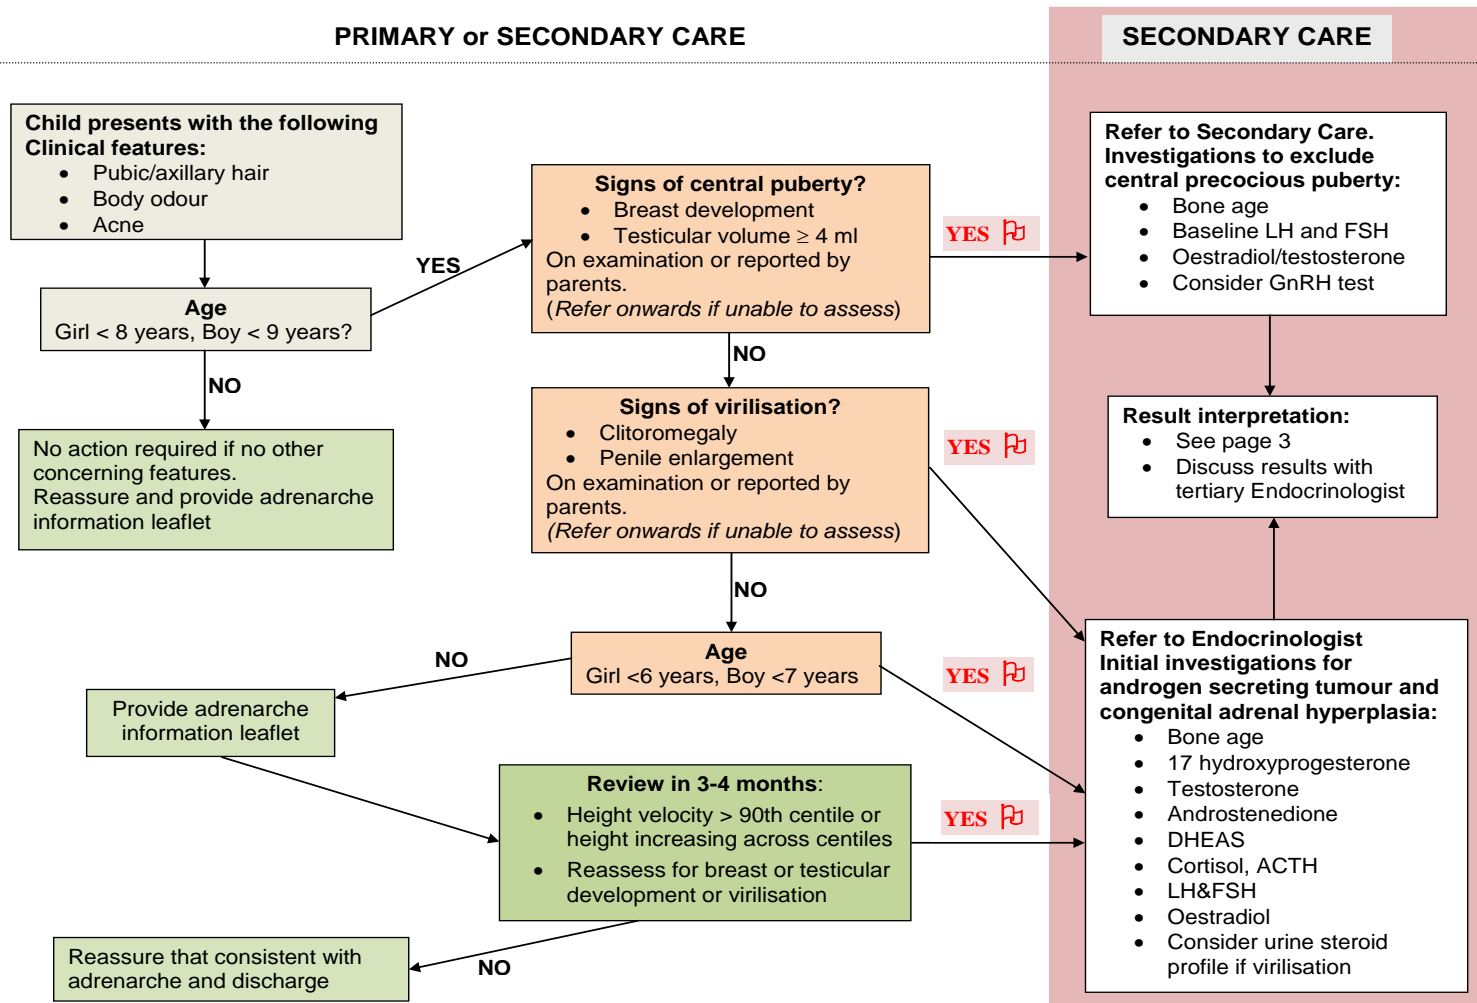 PRIMARY or SECONDARY CARE
SECONDARY CARE
Child presents with the following
Clinical features:
• Pubic/axillary hair
• Body odour
• Acne
YES
Age
Girl < 8 years, Boy < 9 years?
NO
No action required if no other
concerning features.
Reassure and provide adrenarche
information leaflet
Signs of central puberty?
• Breast development
• Testicular volume ≥ 4 ml
On examination or reported by
parents.
(Refer onwards if unable to assess)
YES
NO
Signs of virilisation?
• Clitoromegaly
• Penile enlargement
On examination or reported by
parents.
(Refer onwards if unable to assess)
YES
NO
Age
Girl <6 years, Boy <7 years
YES
NO
Provide adrenarche
information leaflet
Review in 3-4 months:
• Height velocity > 90th centile or
height increasing across centiles
• Reassess for breast or testicular
development or virilisation
YES
NO
Reassure that consistent with
adrenarche and discharge
Refer to Secondary Care.
Investigations to exclude
central precocious puberty:
• Bone age
• Baseline LH and FSH
• Oestradiol/testosterone
• Consider GnRH test
Result interpretation:
• See page 3
• Discuss results with
tertiary Endocrinologist
Refer to Endocrinologist
Initial investigations for
androgen secreting tumour and
congenital adrenal hyperplasia:
• Bone age
• 17 hydroxyprogesterone
• Testosterone
• Androstenedione
• DHEAS
• Cortisol, ACTH
• LH&FSH
• Oestradiol
• Consider urine steroid
profile if virilisation